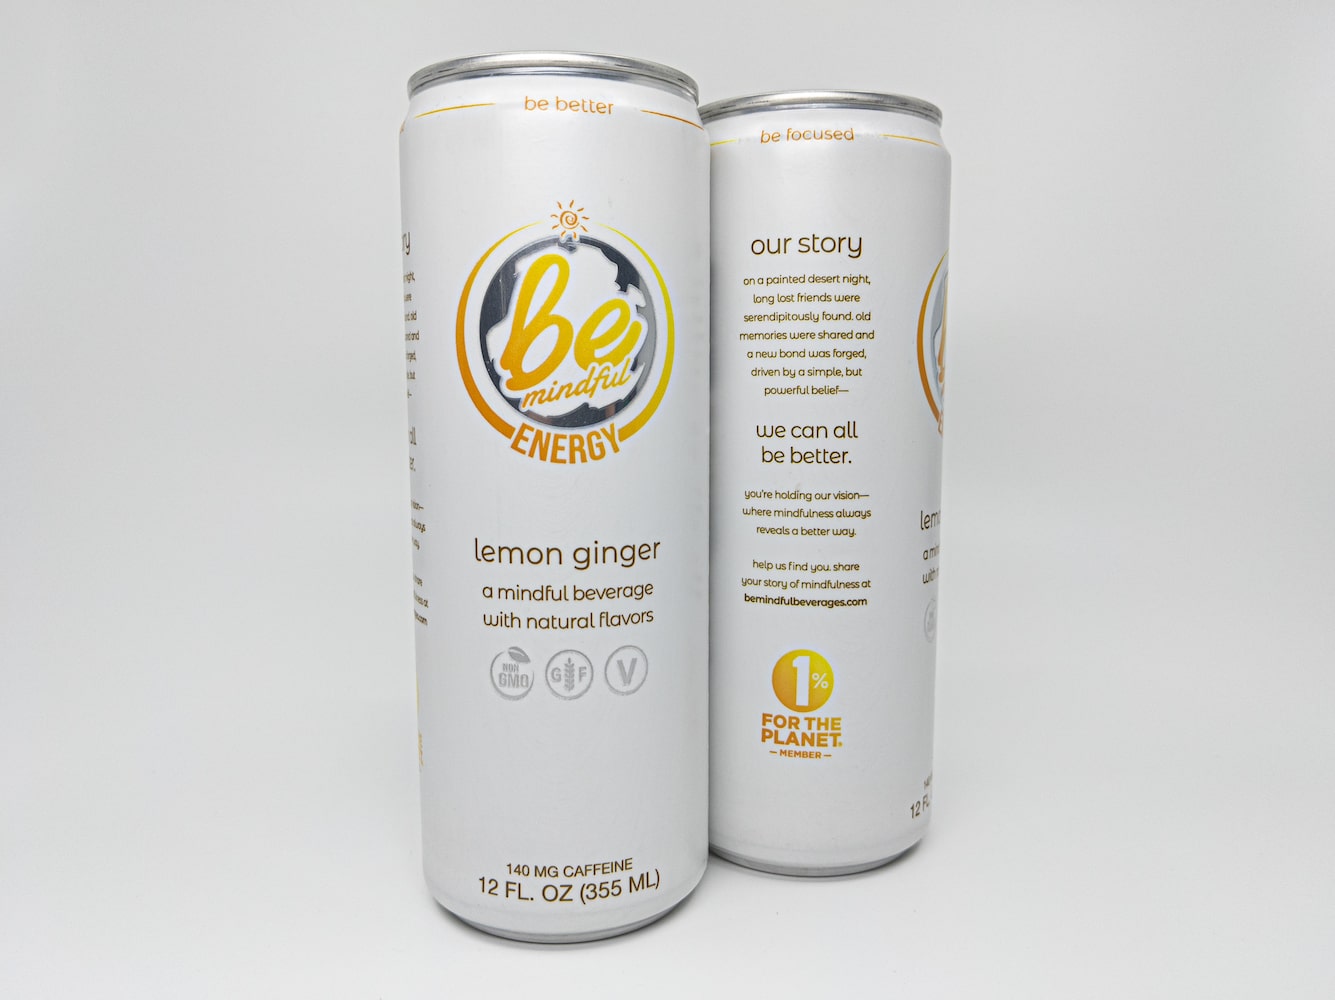 be better
be
mindful
ENERGY
lemon ginger
a mindful beverage
with natural flavors
NON
GMO
G F
V
140 MG CAFFEINE
12 FL. OZ (355 ML)
be focused
our story
on a painted desert night,
long lost friends were
serendipitously found. old
memories were shared and
a new bond was forged,
driven by a simple, but
powerful belief—
we can all
be better.
you're holding our vision—
where mindfulness always
reveals a better way.
help us find you. share
your story of mindfulness at
bemindfulbeverages.com
1%
FOR THE
PLANET.
— MEMBER —
12 FL.